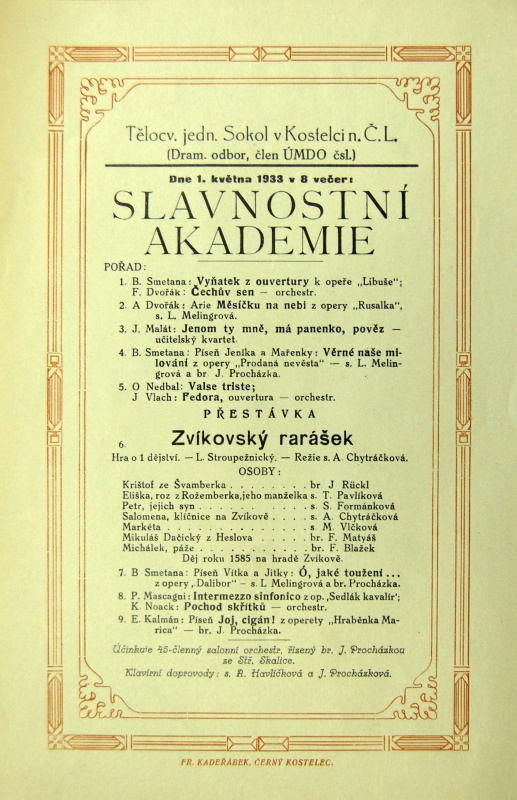 Tělocv. jedn. Sokol v Kostelci n. Č. L.
(Dram. odbor, člen ÚMDO čsl.)
Dne 1. května 1933 v 8 večer:
SLAVNOSTNÍ
AKADEMIE
POŘAD:
1. B. Smetana: Vyňatek z ouvertury k opeře „Libuše";
F. Dvořák: Čechův sen — orchestr.
2. A Dvořák: Arie Měsíčku na nebi z opery „Rusalka",
s. L. Melingrová.
3. J. Malát: Jenom ty mně, má panenko, pověz —
učitelský kvartet.
4. B. Smetana: Píseň Jeníka a Mařenky: Věrné naše mi-
lování z opery „Prodaná nevěsta" — s. L. Melin-
grová a br. J. Procházka.
5. O Nedbal: Valse triste;
J Vlach: Fedora, ouvertura — orchestr.
PŘESTÁVKA
6. Zvíkovský rarášek
Hra o 1 dějství. — L. Stroupežnický. — Režie s. A. Chytráčková.
OSOBY:
Krištof ze Švamberka . . . . . . . . br J Rückl
Eliška, roz z Rožemberka, jeho manželka s. T. Pavlíková
Petr, jejich syn . . . . . . . . . . . s S. Formánková
Salomena, klíčnice na Zvíkově . . . . s. A. Chytráčková
Markéta . . . . . . . . . . . . . . s. M. Vlčková
Mikuláš Dačický z Heslova . . . . . . br. F. Matyáš
Michálek, páže . . . . . . . . . . . br. F. Blažek
Děj roku 1585 na hradě Zvíkově.
7. B Smetana: Píseň Vítka a Jitky: Ó, jaké toužení...
z opery „Dalibor" – s. L Melingrová a br. Procházka.
8. P. Mascagni: Intermezzo sinfonico z op. ‚Sedlák kavalír';
K. Noack: Pochod skřítků — orchestr.
9. E. Kalmán: Píseň Joj, cigán! z operety „Hraběnka Ma-
rica" — br. J. Procházka.
Účinkuje 45-členný salonní orchestr, řízený br. J. Procházkou
ze Stř. Skalice.
Klavírní doprovody: s. R. Havlíčková a J. Procházková.
FR. KADEŘÁBEK, ČERNÝ KOSTELEC.